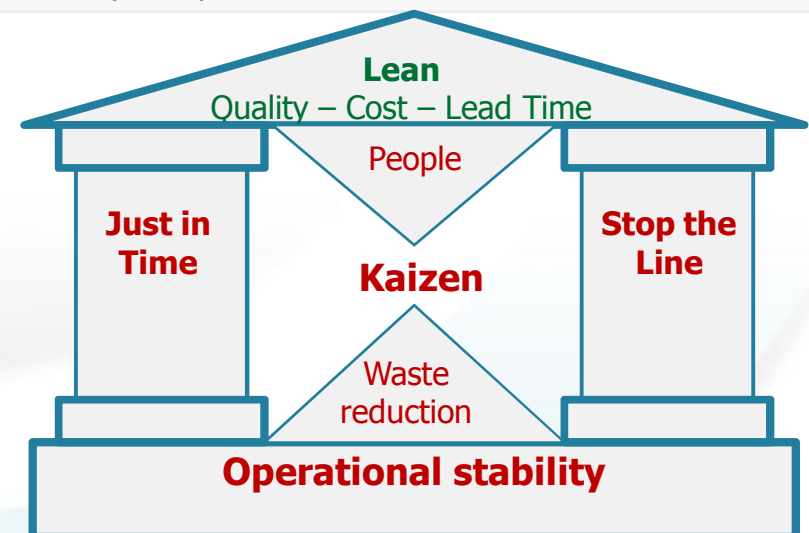 Lean
Quality – Cost – Lead Time
People
Just in
Time
Stop the
Line
Kaizen
Waste
reduction
Operational stability